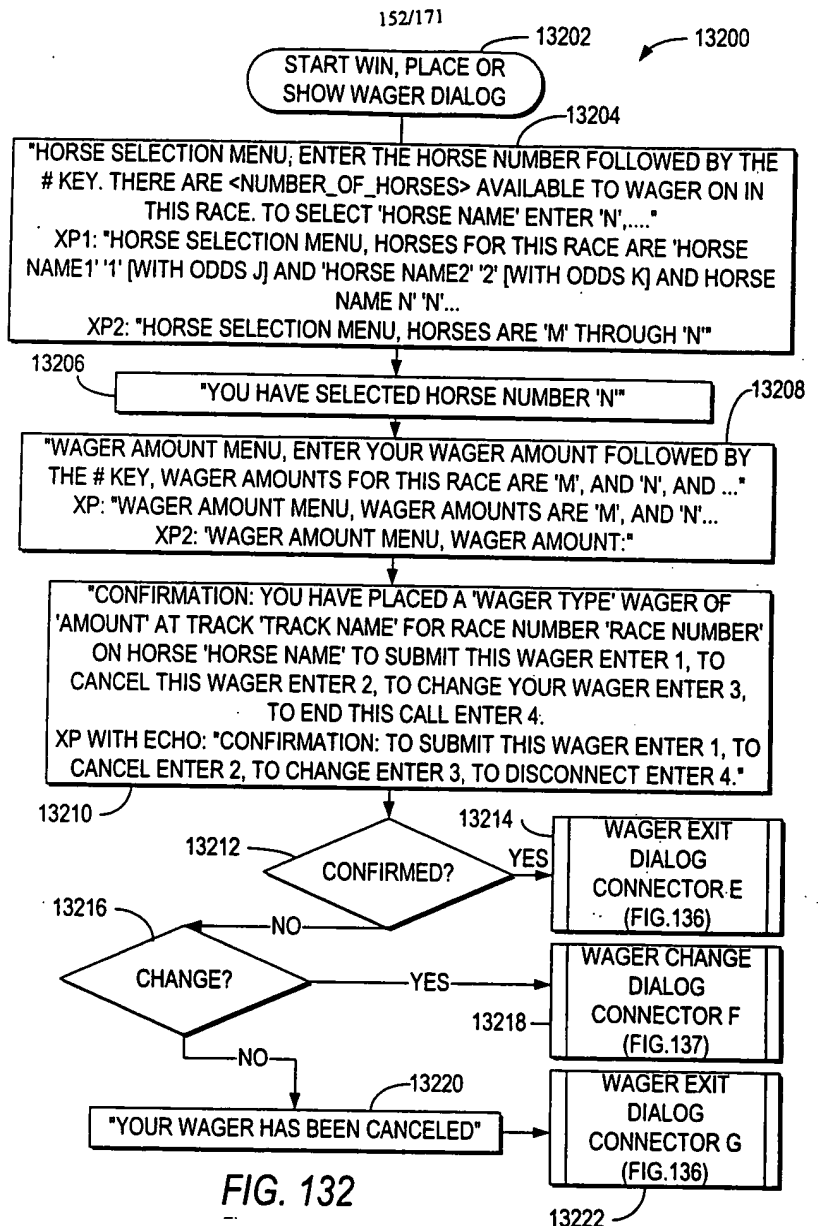 152/171
13202
13200
START WIN, PLACE OR
SHOW WAGER DIALOG
13204
"HORSE SELECTION MENU, ENTER THE HORSE NUMBER FOLLOWED BY THE
# KEY. THERE ARE <NUMBER_OF_HORSES> AVAILABLE TO WAGER ON IN
THIS RACE. TO SELECT 'HORSE NAME' ENTER 'N',...."
XP1: "HORSE SELECTION MENU, HORSES FOR THIS RACE ARE 'HORSE
NAME1' '1' [WITH ODDS J] AND 'HORSE NAME2' '2' [WITH ODDS K] AND HORSE
NAME N' 'N'...
XP2: "HORSE SELECTION MENU, HORSES ARE 'M' THROUGH 'N'"
13206
"YOU HAVE SELECTED HORSE NUMBER 'N'"
13208
"WAGER AMOUNT MENU, ENTER YOUR WAGER AMOUNT FOLLOWED BY
THE # KEY, WAGER AMOUNTS FOR THIS RACE ARE 'M', AND 'N', AND ..."
XP: "WAGER AMOUNT MENU, WAGER AMOUNTS ARE 'M', AND 'N'...
XP2: 'WAGER AMOUNT MENU, WAGER AMOUNT:"
"CONFIRMATION: YOU HAVE PLACED A 'WAGER TYPE' WAGER OF
'AMOUNT' AT TRACK 'TRACK NAME' FOR RACE NUMBER 'RACE NUMBER'
ON HORSE 'HORSE NAME' TO SUBMIT THIS WAGER ENTER 1, TO
CANCEL THIS WAGER ENTER 2, TO CHANGE YOUR WAGER ENTER 3,
TO END THIS CALL ENTER 4.
XP WITH ECHO: "CONFIRMATION: TO SUBMIT THIS WAGER ENTER 1, TO
CANCEL ENTER 2, TO CHANGE ENTER 3, TO DISCONNECT ENTER 4."
13210
13212
CONFIRMED?
YES
13214
WAGER EXIT
DIALOG
CONNECTOR E
(FIG.136)
NO
13216
CHANGE?
YES
WAGER CHANGE
DIALOG
CONNECTOR F
(FIG.137)
13218
NO
13220
"YOUR WAGER HAS BEEN CANCELED"
WAGER EXIT
DIALOG
CONNECTOR G
(FIG.136)
13222
FIG. 132